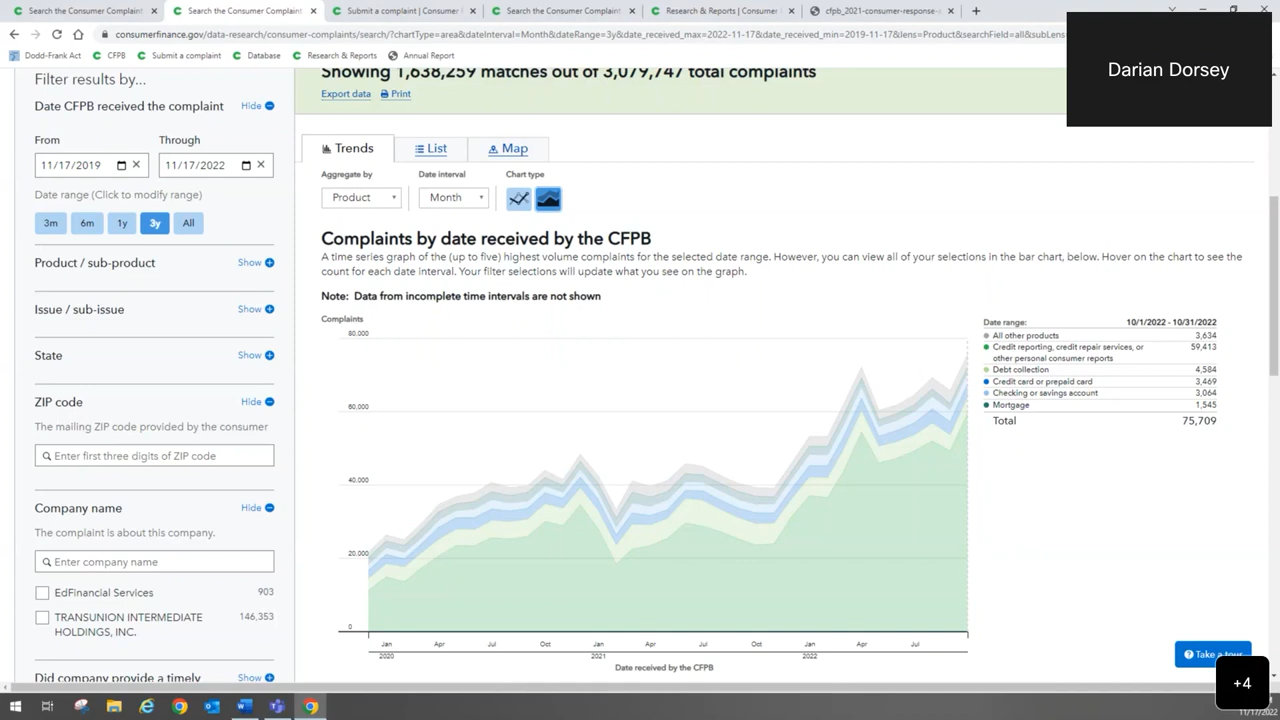 Search the Consumer Complaint
Search the Consumer Complaint
Submit a complaint | Consumer
Search the Consumer Complaint
Research & Reports | Consumer
cfpb_2021-consumer-response-
consumerfinance.gov/data-research/consumer-complaints/search/?chartType=area&dateInterval=Month&dateRange=3y&date_received_max=2022-11-17&date_received_min=2019-11-17&lens=Product&searchField=all&subLens
Dodd-Frank Act CFPB Submit a complaint Database Research & Reports Annual Report
Darian Dorsey
Showing 1,638,259 matches out of 3,079,747 total complaints
Export data Print
Filter results by...
Date CFPB received the complaint Hide
From Through
11/17/2019 11/17/2022
Date range (Click to modify range)
3m 6m 1y 3y All
Product / sub-product Show
Issue / sub-issue Show
State Show
ZIP code Hide
The mailing ZIP code provided by the consumer
Enter first three digits of ZIP code
Company name Hide
The complaint is about this company.
Enter company name
EdFinancial Services 903
TRANSUNION INTERMEDIATE 146,353
HOLDINGS, INC.
Did company provide a timely Show
Trends List Map
Aggregate by Date interval Chart type
Product Month
Complaints by date received by the CFPB
A time series graph of the (up to five) highest volume complaints for the selected date range. However, you can view all of your selections in the bar chart, below. Hover on the chart to see the
count for each date interval. Your filter selections will update what you see on the graph.
Note: Data from incomplete time intervals are not shown
Complaints
80,000
60,000
40,000
20,000
0
Jan Apr Jul Oct Jan Apr Jul Oct Jan Apr Jul
2020 2021 2022
Date received by the CFPB
Date range: 10/1/2022 - 10/31/2022
All other products 3,634
Credit reporting, credit repair services, or 59,413
other personal consumer reports
Debt collection 4,584
Credit card or prepaid card 3,469
Checking or savings account 3,064
Mortgage 1,545
Total 75,709
Take a tour
+4
11/17/2022